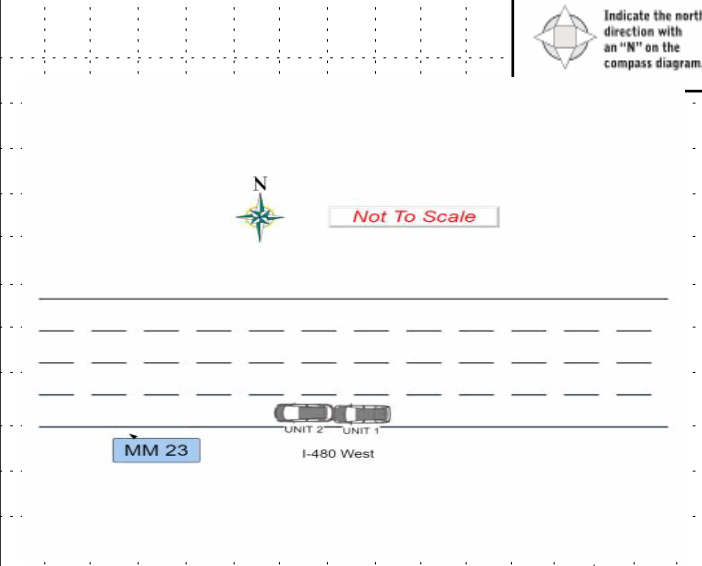 Indicate the north
direction with
an "N" on the
compass diagram.
N
Not To Scale
UNIT 2
UNIT 1
MM 23
I-480 West